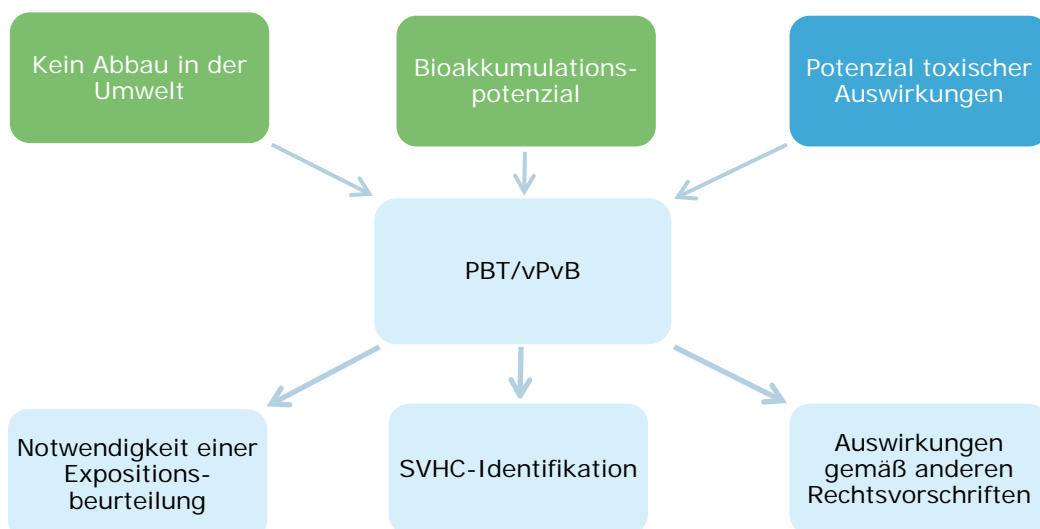 Kein Abbau in der
Umwelt
Bioakkumulations-
potenzial
Potenzial toxischer
Auswirkungen
PBT/vPvB
Notwendigkeit einer
Expositions-
beurteilung
SVHC-Identifikation
Auswirkungen
gemäß anderen
Rechtsvorschriften